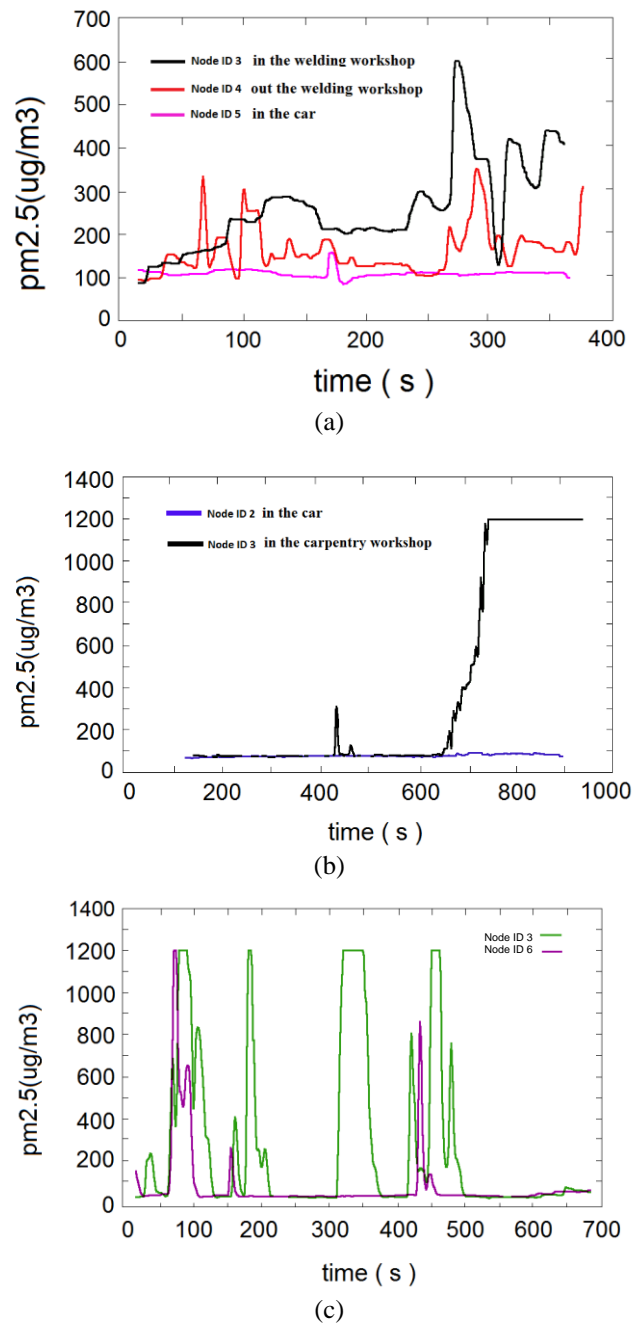 700
600
500
400
300
200
100
0
pm2.5(ug/m3)
Node ID 3 in the welding workshop
Node ID 4 out the welding workshop
Node ID 5 in the car
0 100 200 300 400
time ( s )
(a)
1400
1200
1000
800
600
400
200
0
pm2.5(ug/m3)
Node ID 2 in the car
Node ID 3 in the carpentry workshop
0 200 400 600 800 1000
time ( s )
(b)
1400
1200
1000
800
600
400
200
0
pm2.5(ug/m3)
Node ID 3
Node ID 6
0 100 200 300 400 500 600 700
time ( s )
(c)